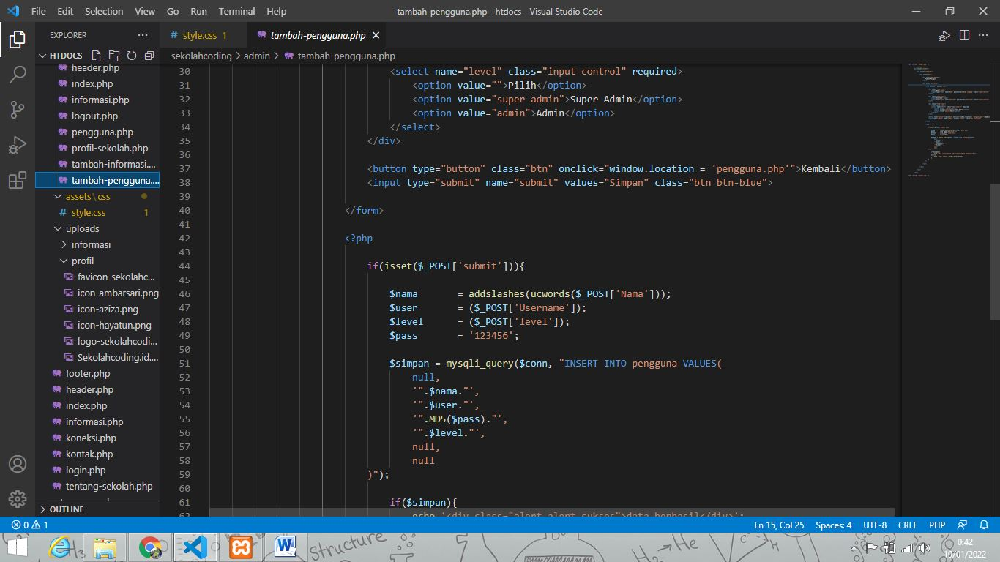 File Edit Selection View Go Run Terminal Help
tambah-pengguna.php - htdocs - Visual Studio Code
EXPLORER
HTDOCS
header.php
index.php
informasi.php
logout.php
pengguna.php
profil-sekolah.php
tambah-informasi....
tambah-pengguna....
assets\css
style.css 1
uploads
informasi
profil
favicon-sekolahc...
icon-ambarsari.png
icon-aziza.png
icon-hayatun.png
logo-sekolahcodi...
Sekolahcoding.id....
footer.php
header.php
index.php
informasi.php
koneksi.php
kontak.php
login.php
tentang-sekolah.php
OUTLINE
# style.css 1
tambah-pengguna.php
sekolahcoding > admin > tambah-pengguna.php
30 <select name="level" class="input-control" required>
31 <option value="">Pilih</option>
32 <option value="super admin">Super Admin</option>
33 <option value="admin">Admin</option>
34 </select>
35 </div>
36
37 <button type="button" class="btn" onclick="window.location = 'pengguna.php'">Kembali</button>
38 <input type="submit" name="submit" values="Simpan" class="btn btn-blue">
39
40 </form>
41
42 <?php
43
44 if(isset($_POST['submit'])){
45
46 $nama = addslashes(ucwords($_POST['Nama']));
47 $user = ($_POST['Username']);
48 $level = ($_POST['level']);
49 $pass = '123456';
50
51 $simpan = mysqli_query($conn, "INSERT INTO pengguna VALUES(
52 null,
53 '".$nama."',
54 '".$user."',
55 '".MD5($pass)."',
56 '".$level."',
57 null,
58 null
59 )");
60
61 if($simpan){
62 echo '<div class="alert alert-sukses">data berhasil</div>';
0 1
Ln 15, Col 25 Spaces: 4 UTF-8 CRLF PHP
H3 Structure H2 → He
0:42
19/01/2022